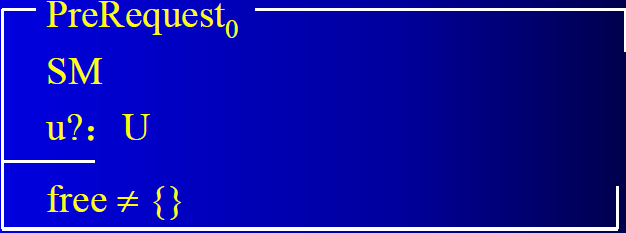 PreRequest₀
SM
u?：U
free ≠ {}